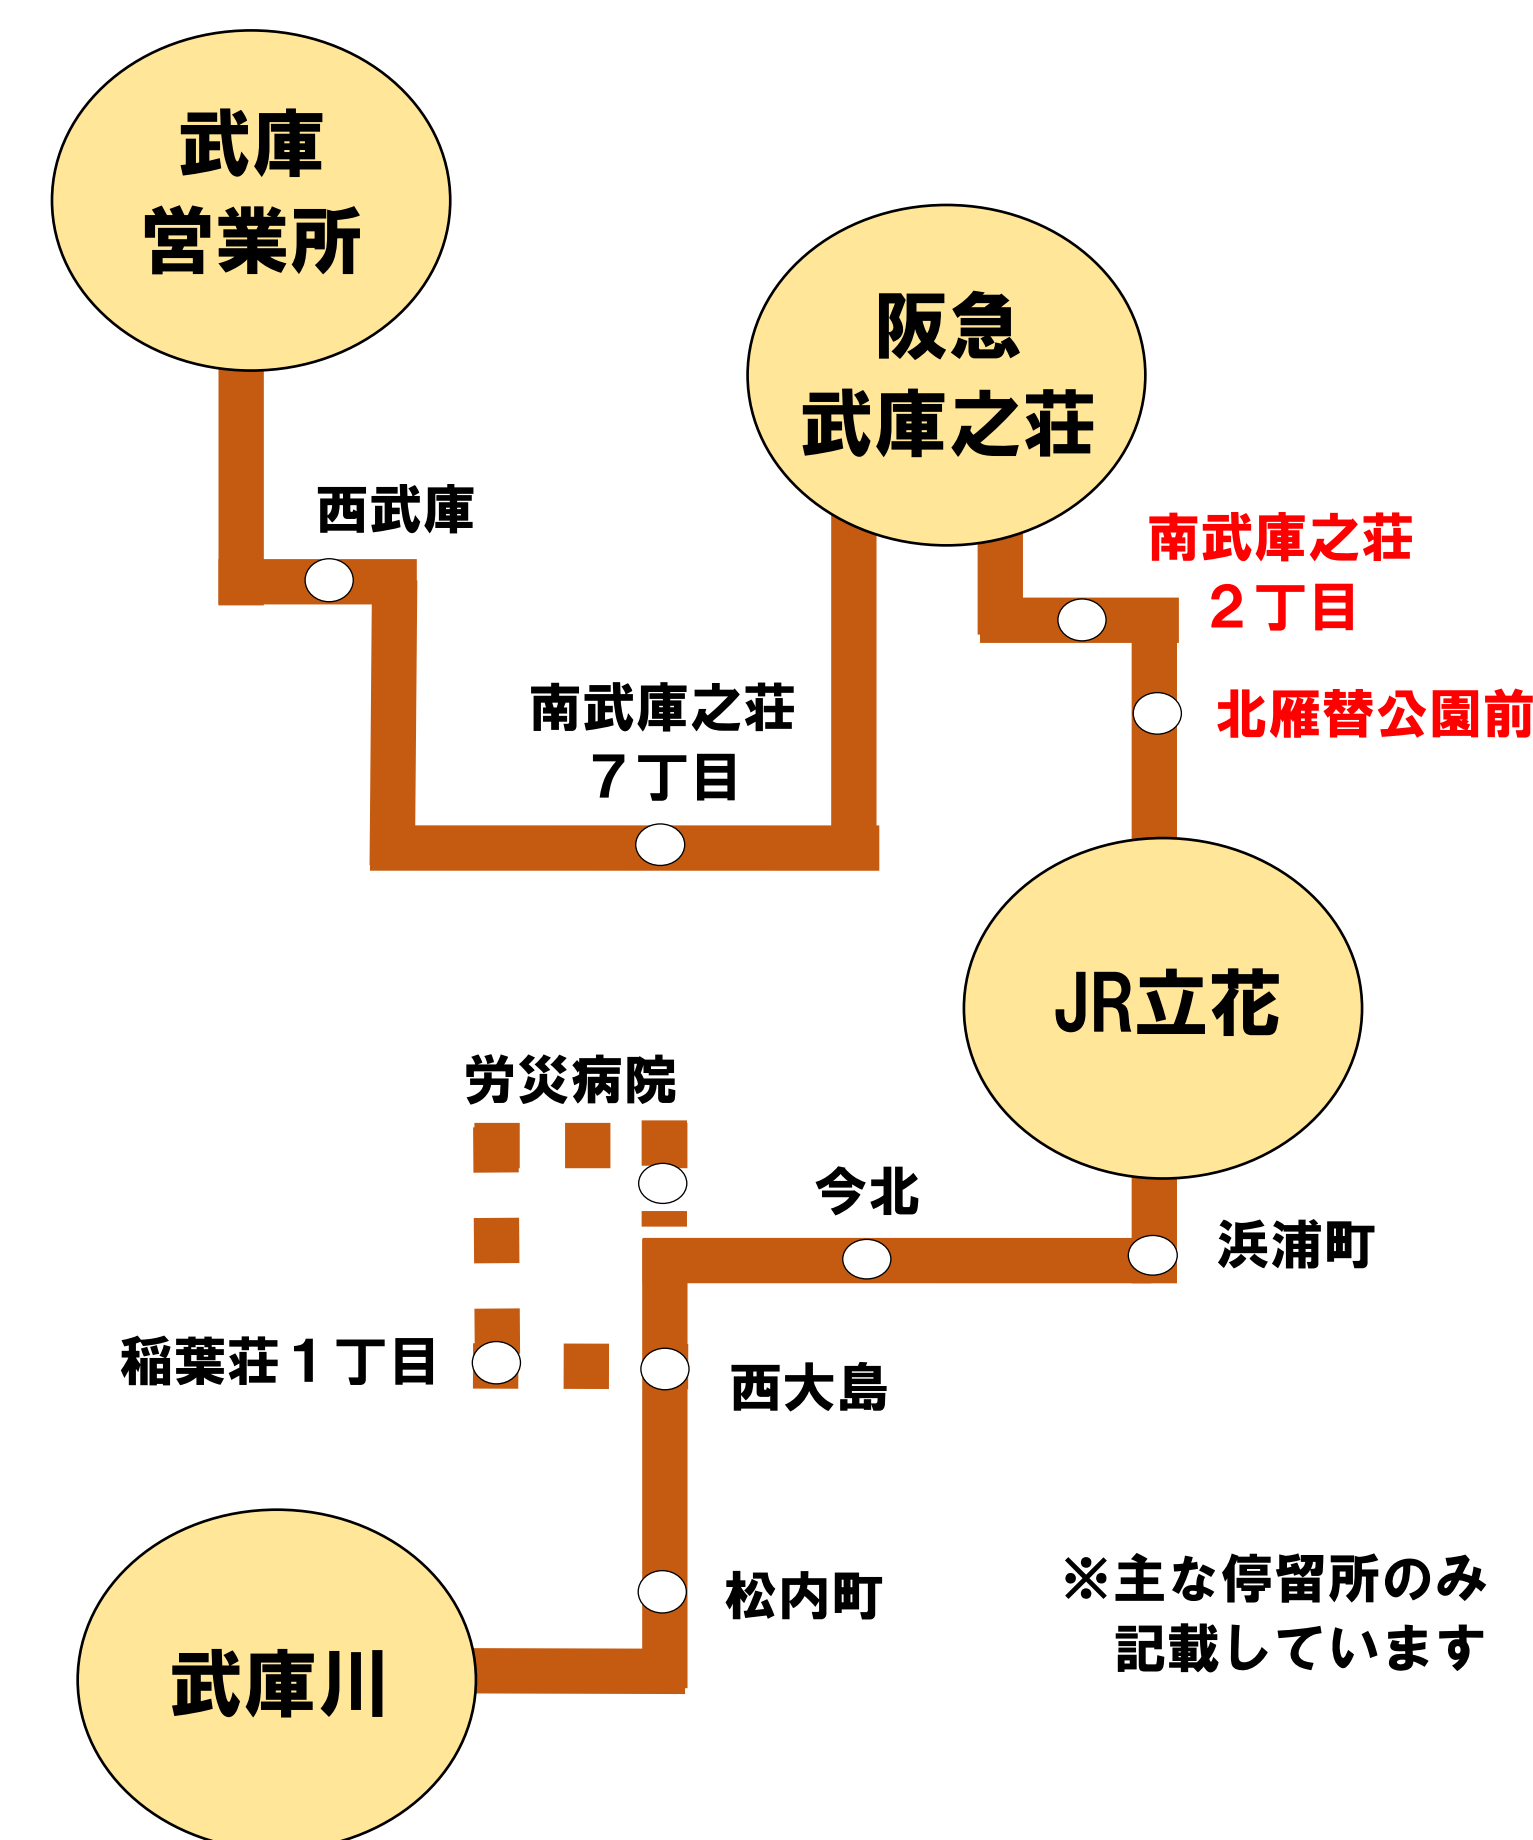 武庫
営業所
阪急
武庫之荘
西武庫
南武庫之荘
２丁目
南武庫之荘
７丁目
北雁替公園前
JR立花
労災病院
今北
浜浦町
稲葉荘１丁目
西大島
松内町
※主な停留所のみ
記載しています
武庫川